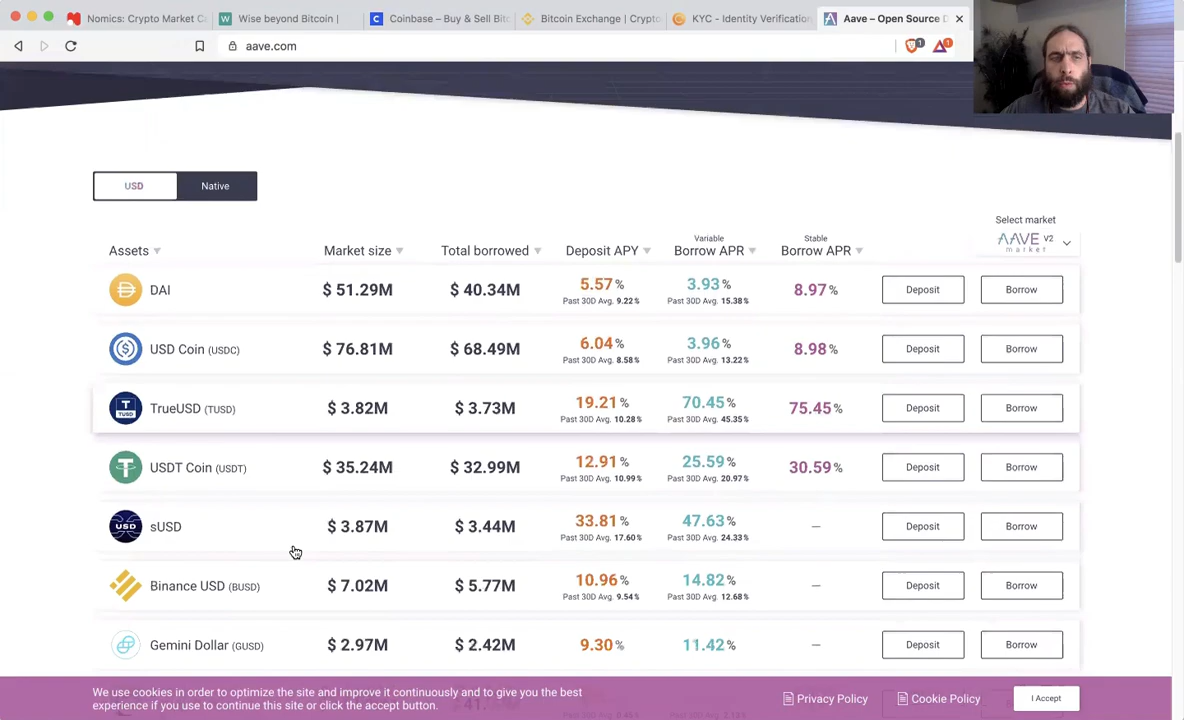 Nomics: Crypto Market Ca
Wise beyond Bitcoin |
Coinbase – Buy & Sell Bit
Bitcoin Exchange | Crypto
KYC - Identity Verification
Aave – Open Source D
aave.com
1
1
USD
Native
Select market
AAVE V2
market
Assets
Market size
Total borrowed
Deposit APY
Variable
Borrow APR
Stable
Borrow APR
DAI
$ 51.29M
$ 40.34M
5.57 %
Past 30D Avg. 9.22 %
3.93 %
Past 30D Avg. 15.38 %
8.97 %
Deposit
Borrow
USD Coin (USDC)
$ 76.81M
$ 68.49M
6.04 %
Past 30D Avg. 8.58 %
3.96 %
Past 30D Avg. 13.22 %
8.98 %
Deposit
Borrow
TUSD
TrueUSD (TUSD)
$ 3.82M
$ 3.73M
19.21 %
Past 30D Avg. 10.28 %
70.45 %
Past 30D Avg. 45.35 %
75.45 %
Deposit
Borrow
USDT Coin (USDT)
$ 35.24M
$ 32.99M
12.91 %
Past 30D Avg. 10.99 %
25.59 %
Past 30D Avg. 20.97 %
30.59 %
Deposit
Borrow
USD
sUSD
$ 3.87M
$ 3.44M
33.81 %
Past 30D Avg. 17.60 %
47.63 %
Past 30D Avg. 24.33 %
—
Deposit
Borrow
Binance USD (BUSD)
$ 7.02M
$ 5.77M
10.96 %
Past 30D Avg. 9.54 %
14.82 %
Past 30D Avg. 12.68 %
—
Deposit
Borrow
Gemini Dollar (GUSD)
$ 2.97M
$ 2.42M
9.30 %
11.42 %
—
Deposit
Borrow
We use cookies in order to optimize the site and improve it continuously and to give you the best
experience if you use to continue this site or click the accept button.
Privacy Policy
Cookie Policy
I Accept